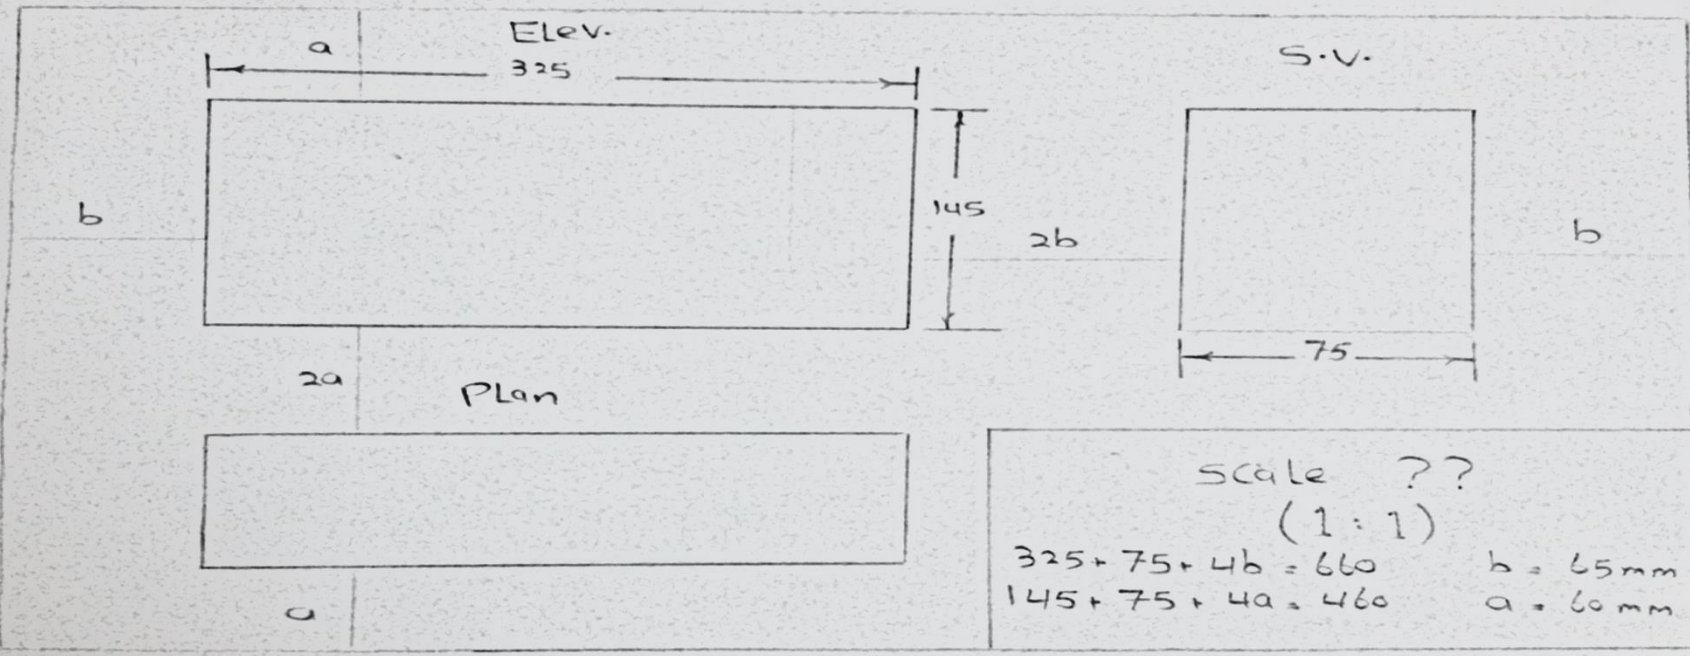 Elev.
a
325
S.V.
b
145
2b
b
75
2a
Plan
a
scale ??
(1:1)
325+75+4b=660 b=65mm
145+75+4a=460 a=60mm